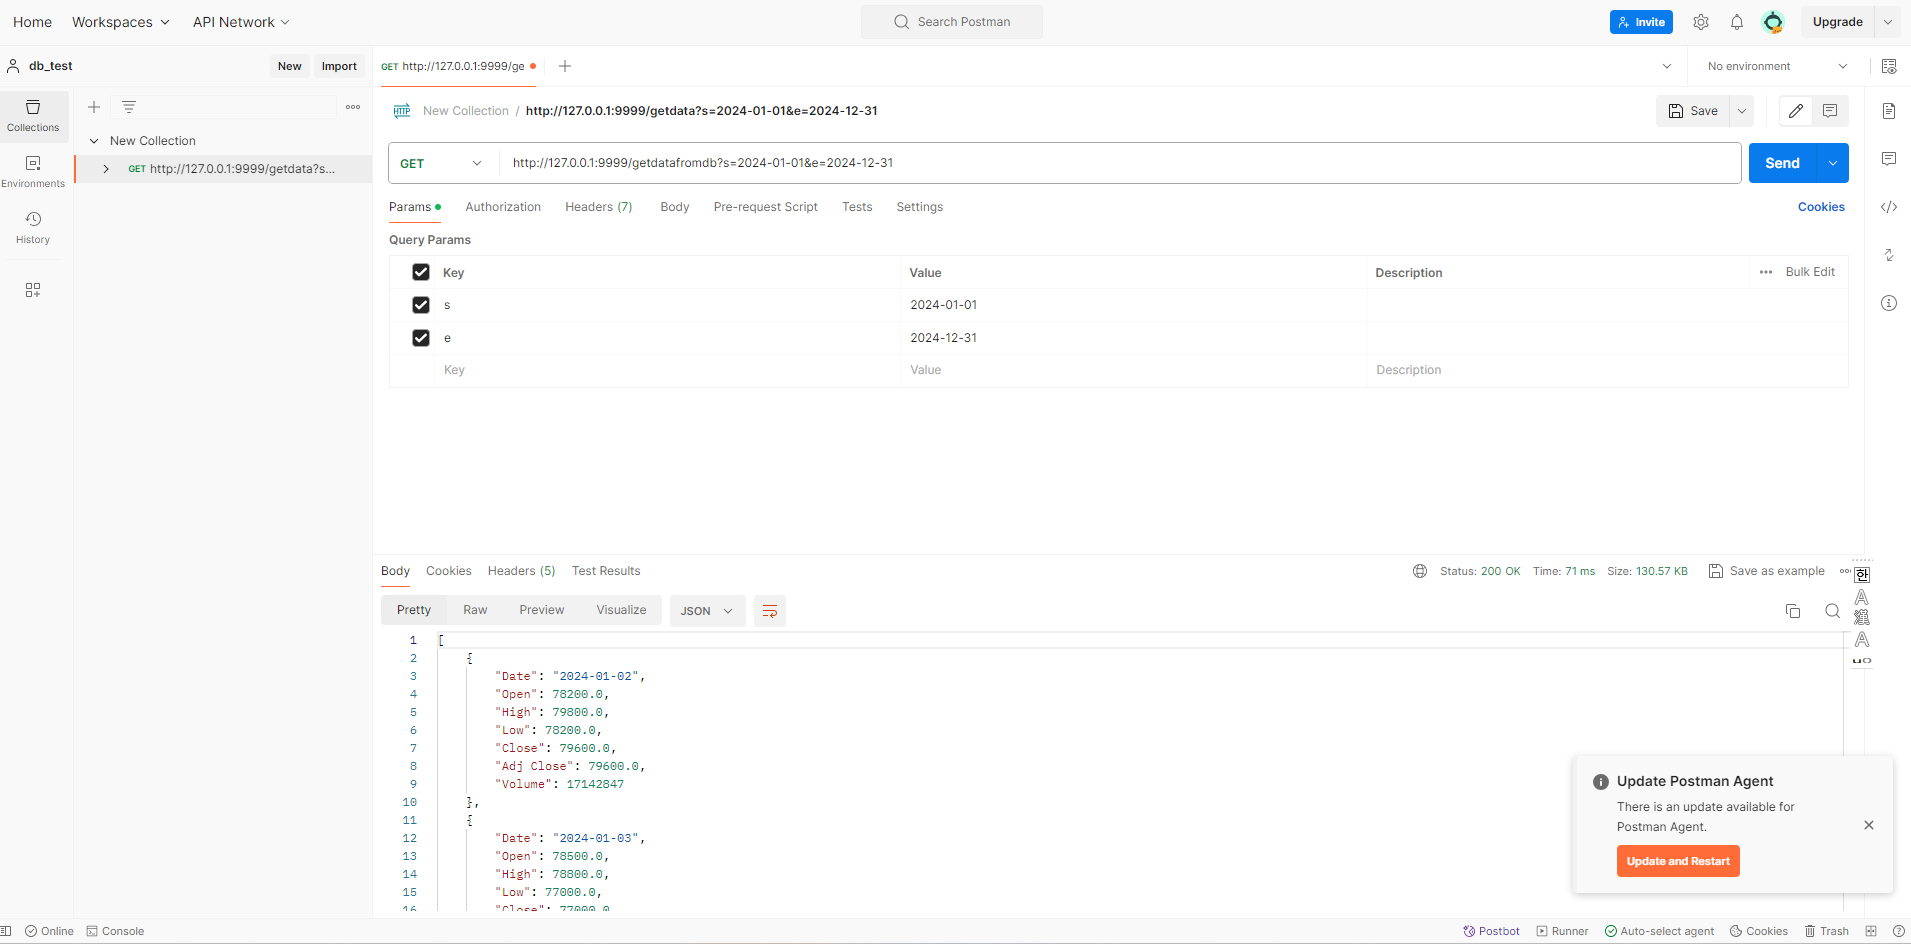 Home Workspaces API Network Search Postman Invite Upgrade
db_test New Import GET http://127.0.0.1:9999/ge No environment
New Collection / http://127.0.0.1:9999/getdata?s=2024-01-01&e=2024-12-31 Save
Collections
New Collection
GET http://127.0.0.1:9999/getdata?s...
Environments
History
GET http://127.0.0.1:9999/getdatafromdb?s=2024-01-01&e=2024-12-31 Send
Params Authorization Headers (7) Body Pre-request Script Tests Settings Cookies
Query Params
Key Value Description Bulk Edit
s 2024-01-01
e 2024-12-31
Key Value Description
Body Cookies Headers (5) Test Results Status: 200 OK Time: 71 ms Size: 130.57 KB Save as example
한
A
漢
A
Pretty Raw Preview Visualize JSON
1 [
2 {
3 "Date": "2024-01-02",
4 "Open": 78200.0,
5 "High": 79800.0,
6 "Low": 78200.0,
7 "Close": 79600.0,
8 "Adj Close": 79600.0,
9 "Volume": 17142847
10 },
11 {
12 "Date": "2024-01-03",
13 "Open": 78500.0,
14 "High": 78800.0,
15 "Low": 77000.0,
16 "Close": 77000.0
Update Postman Agent
There is an update available for
Postman Agent.
Update and Restart
Online Console Postbot Runner Auto-select agent Cookies Trash